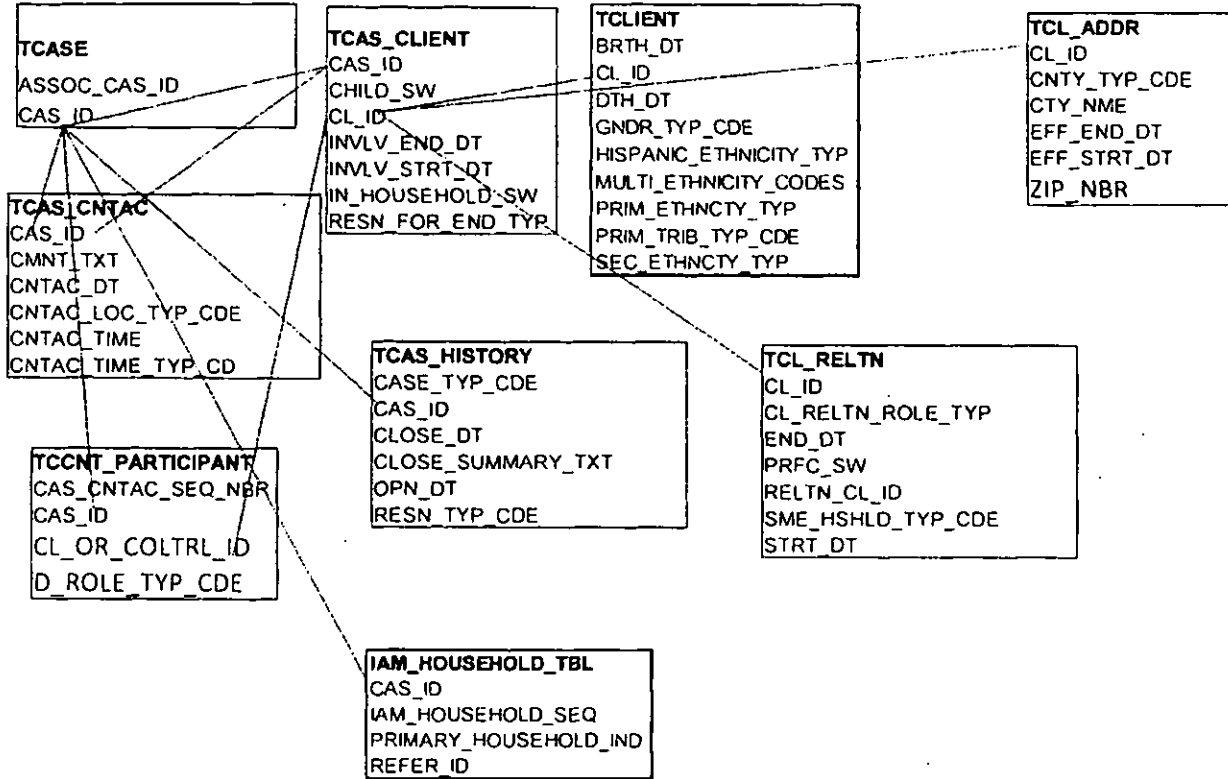 TCASE
ASSOC_CAS_ID
CAS_ID
TCAS_CLIENT
CAS_ID
CHILD_SW
CL_ID
INVLV_END_DT
INVLV_STRT_DT
IN_HOUSEHOLD_SW
RESN_FOR_END_TYP
TCLIENT
BRTH_DT
CL_ID
DTH_DT
GNDR_TYP_CDE
HISPANIC_ETHNICITY_TYP
MULTI_ETHNICITY_CODES
PRIM_ETHNCTY_TYP
PRIM_TRIB_TYP_CDE
SEC_ETHNCTY_TYP
TCL_ADDR
CL_ID
CNTY_TYP_CDE
CTY_NME
EFF_END_DT
EFF_STRT_DT
ZIP_NBR
TCAS_CNTAC
CAS_ID
CMNT_TXT
CNTAC_DT
CNTAC_LOC_TYP_CDE
CNTAC_TIME
CNTAC_TIME_TYP_CD
TCAS_HISTORY
CASE_TYP_CDE
CAS_ID
CLOSE_DT
CLOSE_SUMMARY_TXT
OPN_DT
RESN_TYP_CDE
TCL_RELTN
CL_ID
CL_RELTN_ROLE_TYP
END_DT
PRFC_SW
RELTN_CL_ID
SME_HSHLD_TYP_CDE
STRT_DT
TCCNT_PARTICIPANT
CAS_CNTAC_SEQ_NBR
CAS_ID
CL_OR_COLTRL_ID
D_ROLE_TYP_CDE
IAM_HOUSEHOLD_TBL
CAS_ID
IAM_HOUSEHOLD_SEQ
PRIMARY_HOUSEHOLD_IND
REFER_ID